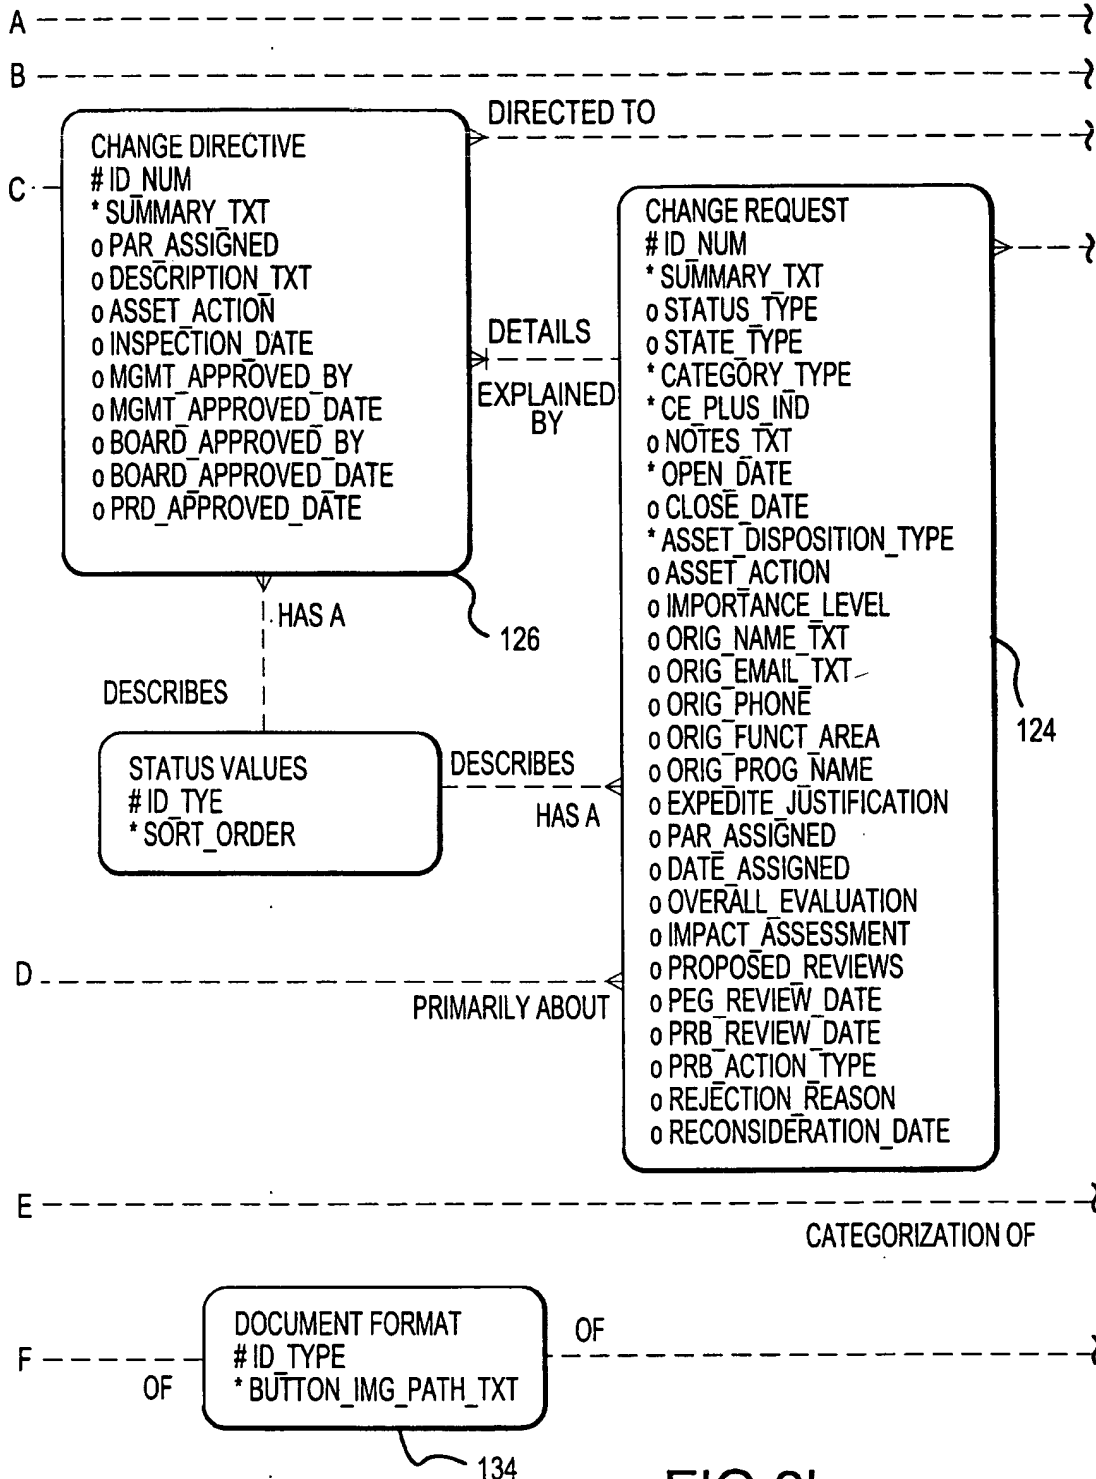 A
B
DIRECTED TO
C
CHANGE DIRECTIVE
# ID_NUM
* SUMMARY_TXT
o PAR_ASSIGNED
o DESCRIPTION_TXT
o ASSET_ACTION
o INSPECTION_DATE
o MGMT_APPROVED_BY
o MGMT_APPROVED_DATE
o BOARD_APPROVED_BY
o BOARD_APPROVED_DATE
o PRD_APPROVED_DATE
DETAILS
EXPLAINED
BY
CHANGE REQUEST
# ID_NUM
* SUMMARY_TXT
o STATUS_TYPE
o STATE_TYPE
* CATEGORY_TYPE
* CE_PLUS_IND
o NOTES_TXT
* OPEN_DATE
o CLOSE_DATE
* ASSET_DISPOSITION_TYPE
o ASSET_ACTION
o IMPORTANCE_LEVEL
o ORIG_NAME_TXT
o ORIG_EMAIL_TXT
o ORIG_PHONE
o ORIG_FUNCT_AREA
o ORIG_PROG_NAME
o EXPEDITE_JUSTIFICATION
o PAR_ASSIGNED
o DATE_ASSIGNED
o OVERALL_EVALUATION
o IMPACT_ASSESSMENT
o PROPOSED_REVIEWS
o PEG_REVIEW_DATE
o PRB_REVIEW_DATE
o PRB_ACTION_TYPE
o REJECTION_REASON
o RECONSIDERATION_DATE
HAS A
126
124
DESCRIBES
STATUS VALUES
# ID_TYE
* SORT_ORDER
DESCRIBES
HAS A
D
PRIMARILY ABOUT
E
CATEGORIZATION OF
F
OF
DOCUMENT FORMAT
# ID_TYPE
* BUTTON_IMG_PATH_TXT
OF
134